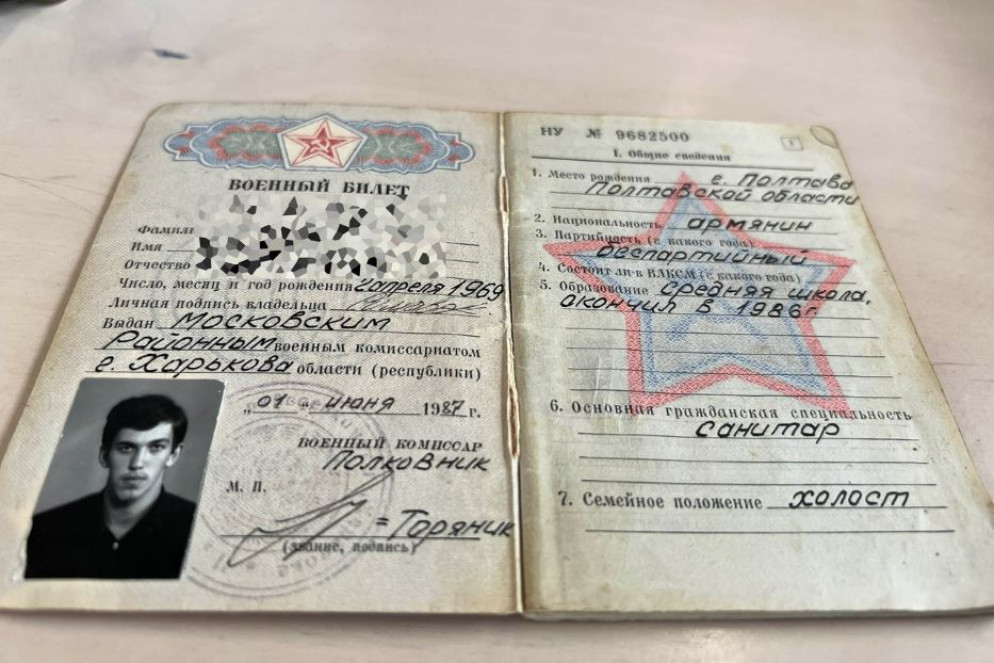 ВОЕННЫЙ БИЛЕТ
Фамили
Имя
Отчество
Число, месяц и год рождения 2 апреля 1969
Личная подпись владельца
Выдан Московским
Районным военным комиссариатом
г. Харькова области (республики)
„01" июня 1987 г.
ВОЕННЫЙ КОМИССАР
Полковник
М. П.
= Горяник
(звание, подпись)
НУ № 9682500
1
I. Общие сведения
1. Место рождения г. Полтава
Полтавской области
2. Национальность армянин
3. Партийность (с какого года)
беспартийный
4. Состоит ли в ВЛКСМ (с какого года)
5. Образование средняя школа,
окончил в 1986г.
6. Основная гражданская специальность
санитар
7. Семейное положение холост